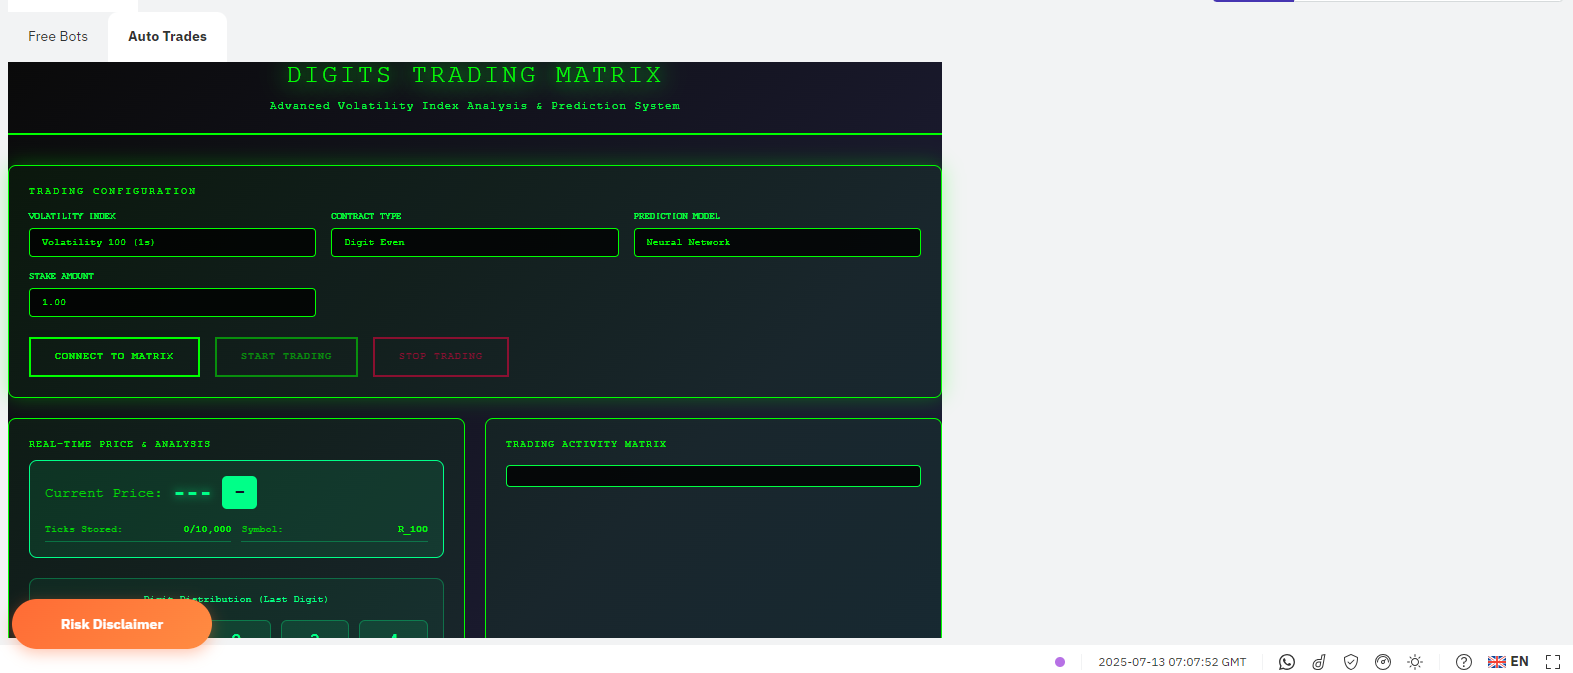 Free Bots
Auto Trades
DIGITS TRADING MATRIX
Advanced Volatility Index Analysis & Prediction System
TRADING CONFIGURATION
VOLATILITY INDEX
CONTRACT TYPE
PREDICTION MODEL
Volatility 100 (1s)
Digit Even
Neural Network
STAKE AMOUNT
1.00
CONNECT TO MATRIX
START TRADING
STOP TRADING
REAL-TIME PRICE & ANALYSIS
Current Price: --- -
Ticks Stored: 0/10,000 Symbol: R_100
Digit Distribution (Last Digit)
TRADING ACTIVITY MATRIX
Risk Disclaimer
2025-07-13 07:07:52 GMT
EN